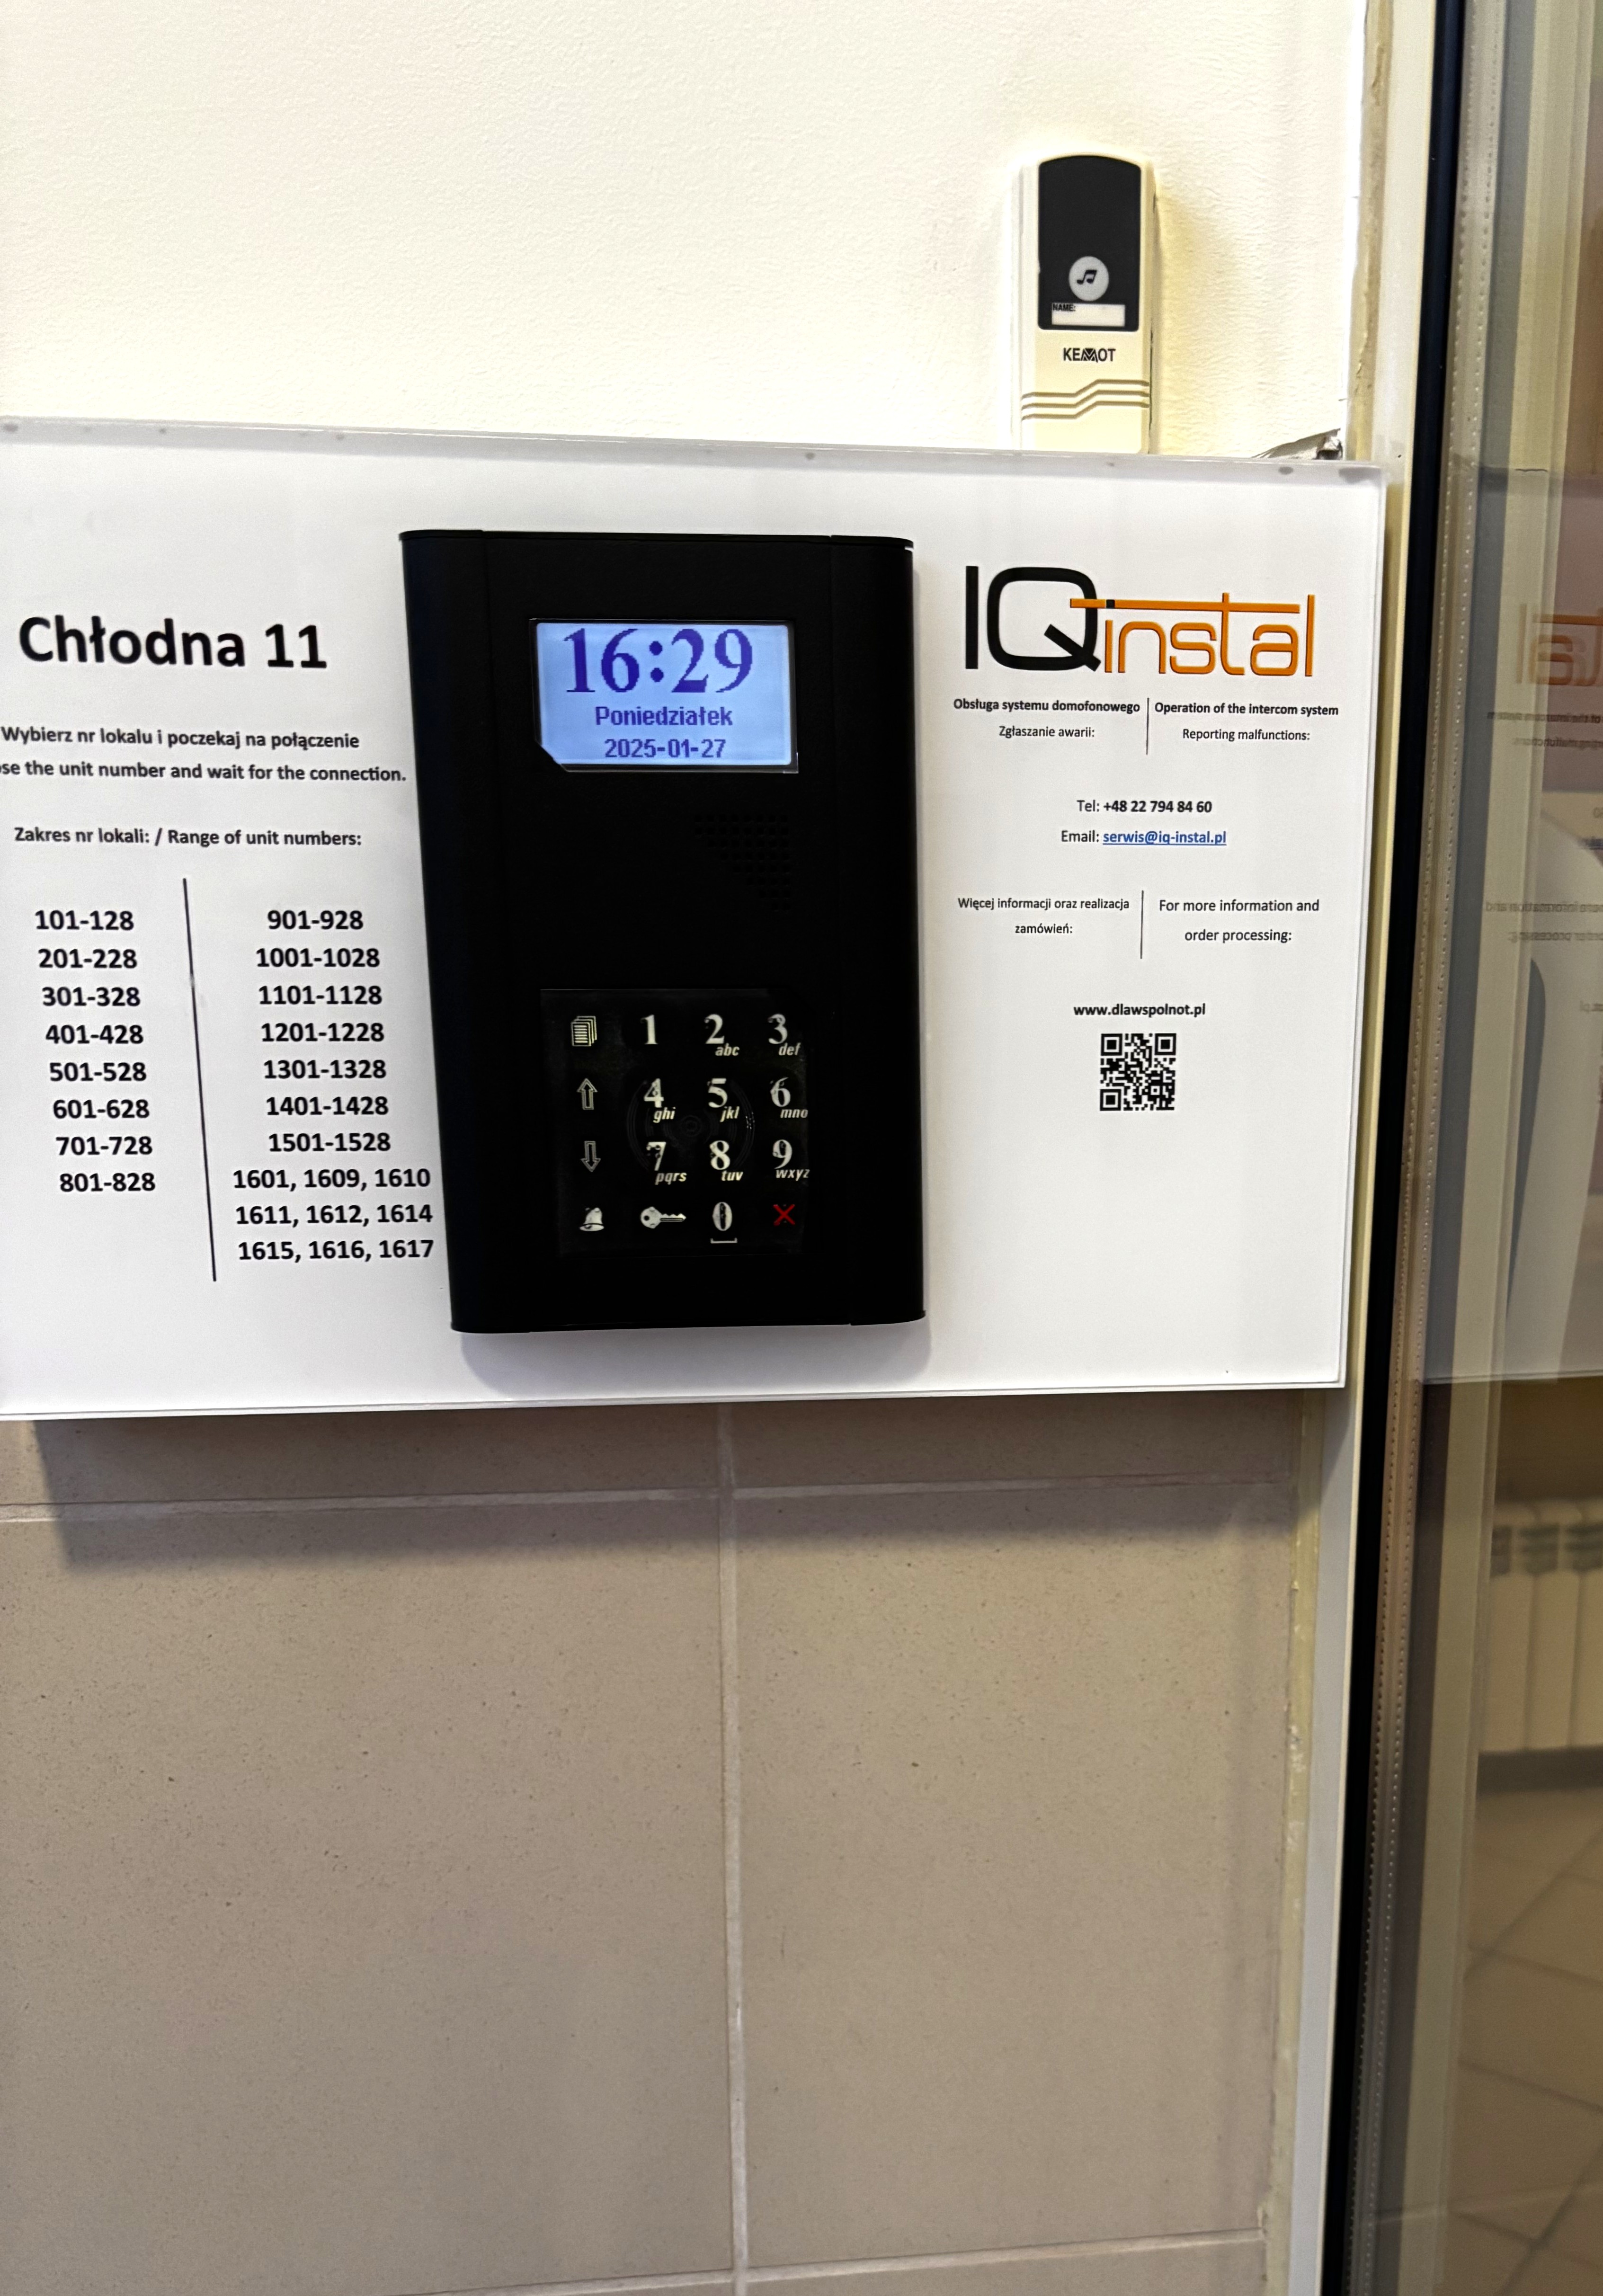 NAME:
KEMOT
Chłodna 11
Wybierz nr lokalu i poczekaj na połączenie
the unit number and wait for the connection.
Zakres nr lokali: / Range of unit numbers:
101-128
201-228
301-328
401-428
501-528
601-628
701-728
801-828
901-928
1001-1028
1101-1128
1201-1228
1301-1328
1401-1428
1501-1528
1601, 1609, 1610
1611, 1612, 1614
1615, 1616, 1617
16:29
Poniedziałek
2025-01-27
1 2 abc 3 def
4 ghi 5 jkl 6 mno
7 pqrs 8 tuv 9 wxyz
0
IQinstal
Obsługa systemu domofonowego
Zgłaszanie awarii:
Operation of the intercom system
Reporting malfunctions:
Tel: +48 22 794 84 60
Email: serwis@iq-instal.pl
Więcej informacji oraz realizacja
zamówień:
For more information and
order processing:
www.dlawspolnot.pl